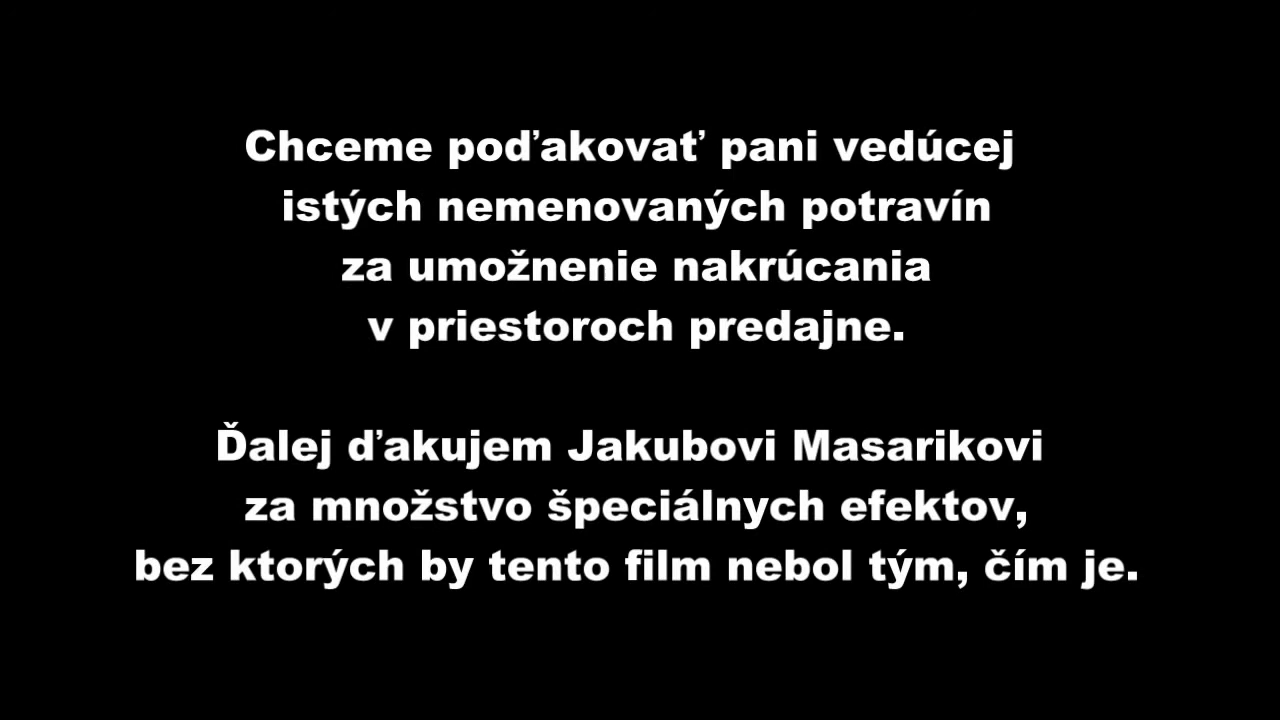 Chceme poďakovať pani vedúcej
istých nemenovaných potravín
za umožnenie nakrúcania
v priestoroch predajne.
Ďalej ďakujem Jakubovi Masarikovi
za množstvo špeciálnych efektov,
bez ktorých by tento film nebol tým, čím je.